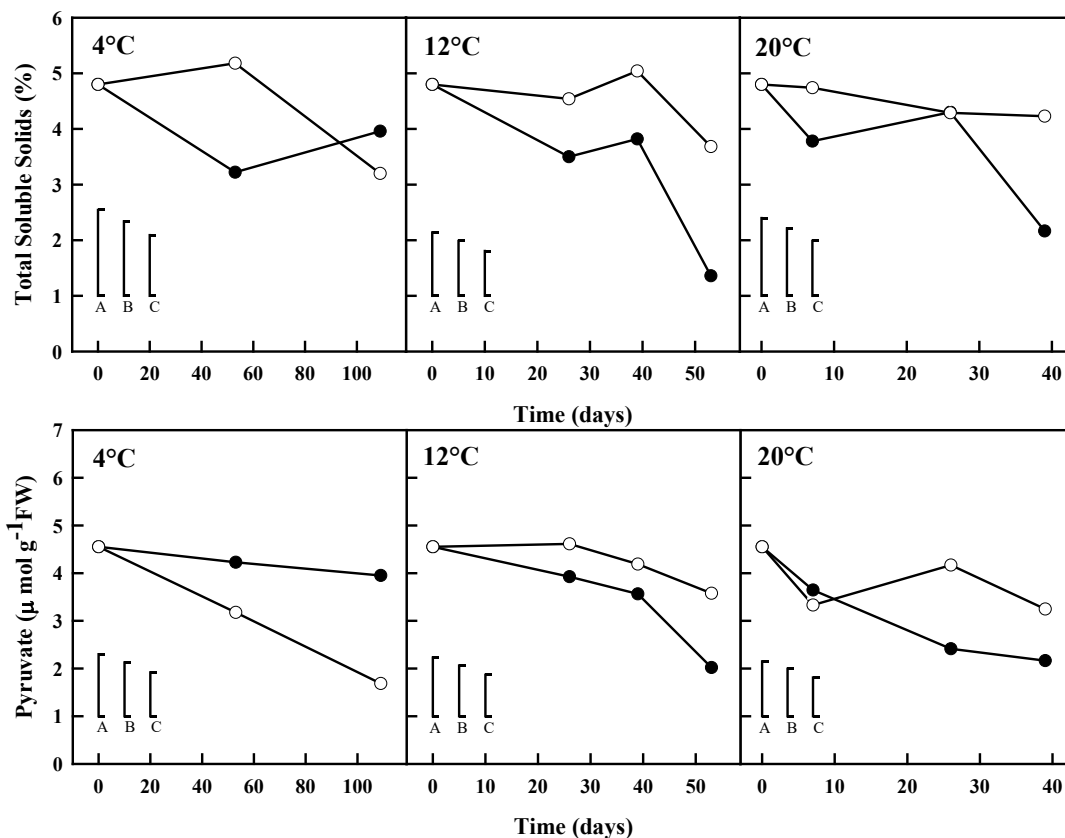 Total Soluble Solids (%)
6
5
4
3
2
1
0
4°C
12°C
20°C
A B C
A B C
A B C
0 20 40 60 80 100
0 10 20 30 40 50
0 10 20 30 40
Time (days)
Pyruvate (μ mol g⁻¹FW)
7
6
5
4
3
2
1
0
4°C
12°C
20°C
A B C
A B C
A B C
0 20 40 60 80 100
0 10 20 30 40 50
0 10 20 30 40
Time (days)